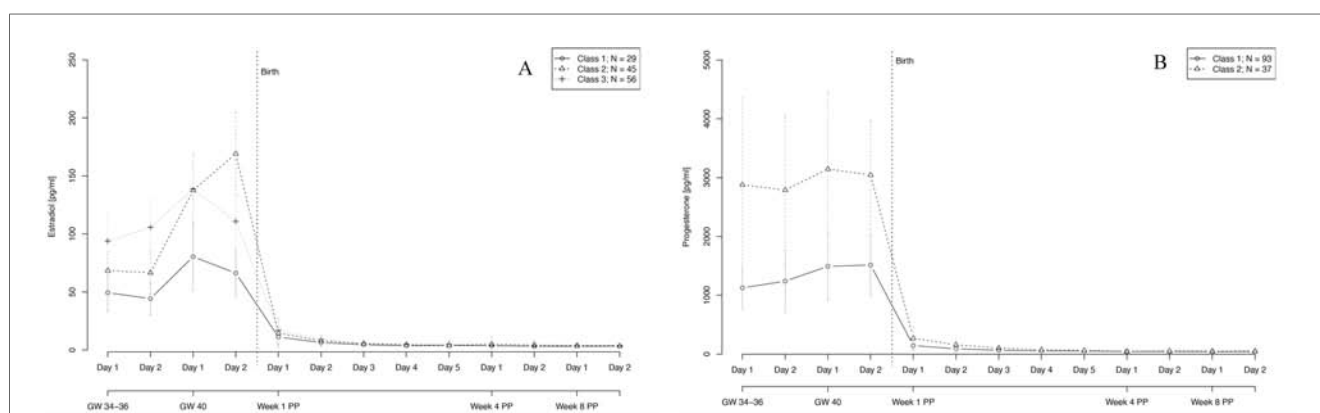 A
Class 1; N = 29
Class 2; N = 45
Class 3; N = 56
Birth
Estradiol [pg/ml]
250
200
150
100
50
0
Day 1 Day 2 Day 1 Day 2 Day 1 Day 2 Day 3 Day 4 Day 5 Day 1 Day 2 Day 1 Day 2
GW 34–36 GW 40 Week 1 PP Week 4 PP Week 8 PP
B
Class 1; N = 93
Class 2; N = 37
Birth
Progesterone [pg/ml]
5000
4000
3000
2000
1000
0
Day 1 Day 2 Day 1 Day 2 Day 1 Day 2 Day 3 Day 4 Day 5 Day 1 Day 2 Day 1 Day 2
GW 34–36 GW 40 Week 1 PP Week 4 PP Week 8 PP